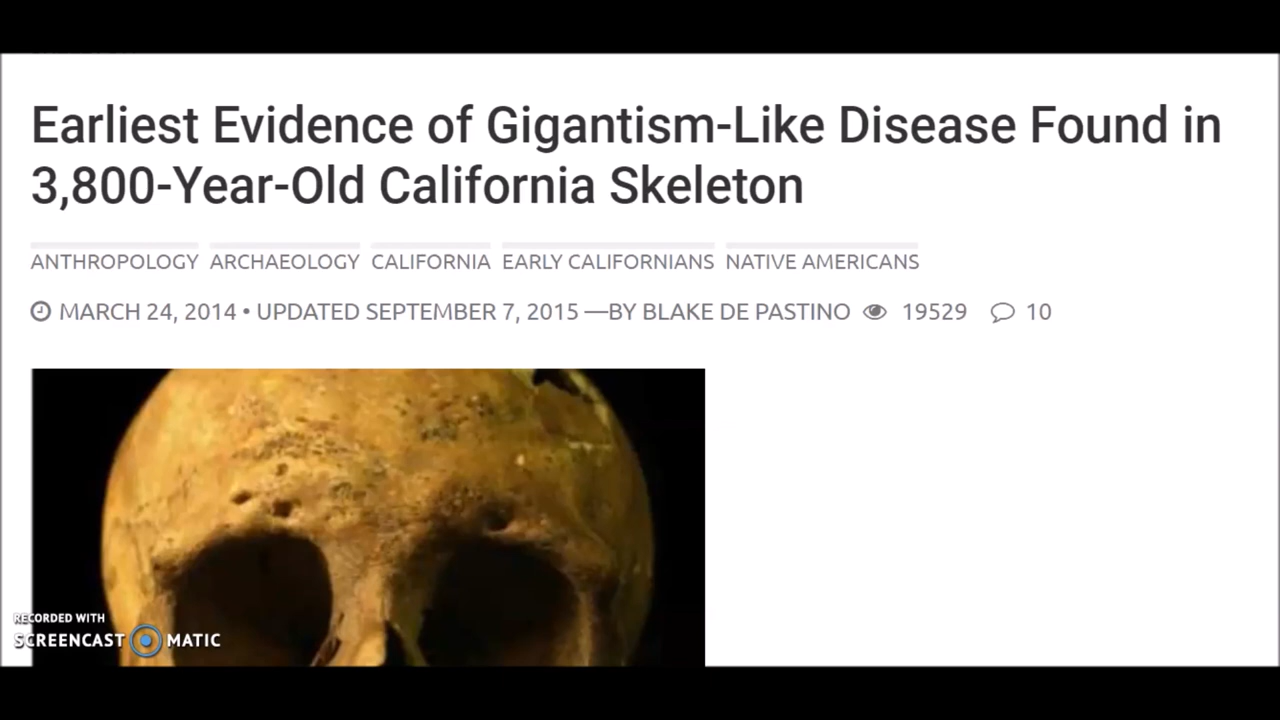 Earliest Evidence of Gigantism-Like Disease Found in
3,800-Year-Old California Skeleton
ANTHROPOLOGY ARCHAEOLOGY CALIFORNIA EARLY CALIFORNIANS NATIVE AMERICANS
MARCH 24, 2014 • UPDATED SEPTEMBER 7, 2015 —BY BLAKE DE PASTINO 19529 10
RECORDED WITH
SCREENCAST MATIC